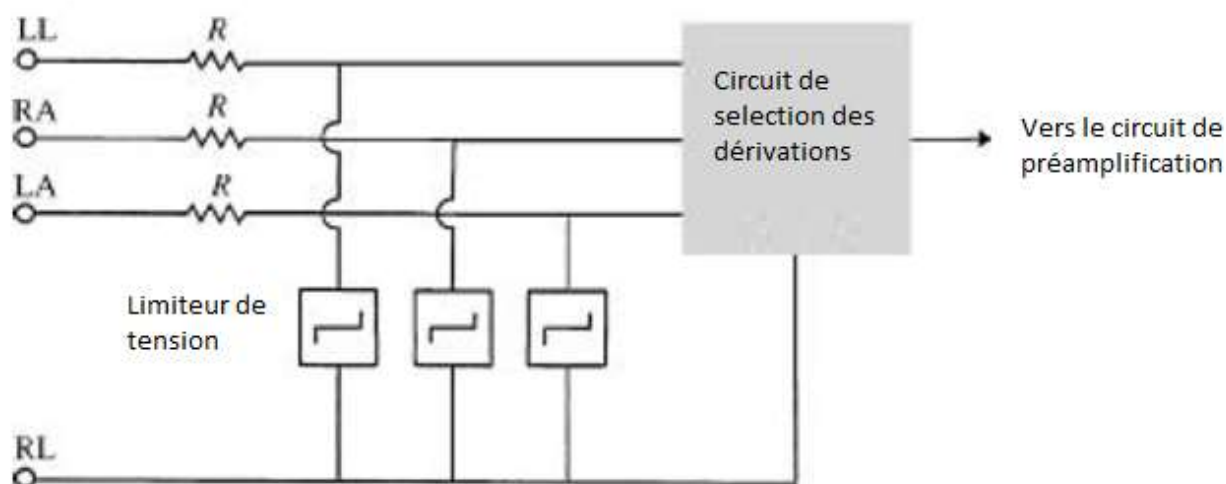 LL
R
RA
R
LA
R
Circuit de
selection des
dérivations
Vers le circuit de
préamplification
Limiteur de
tension
RL